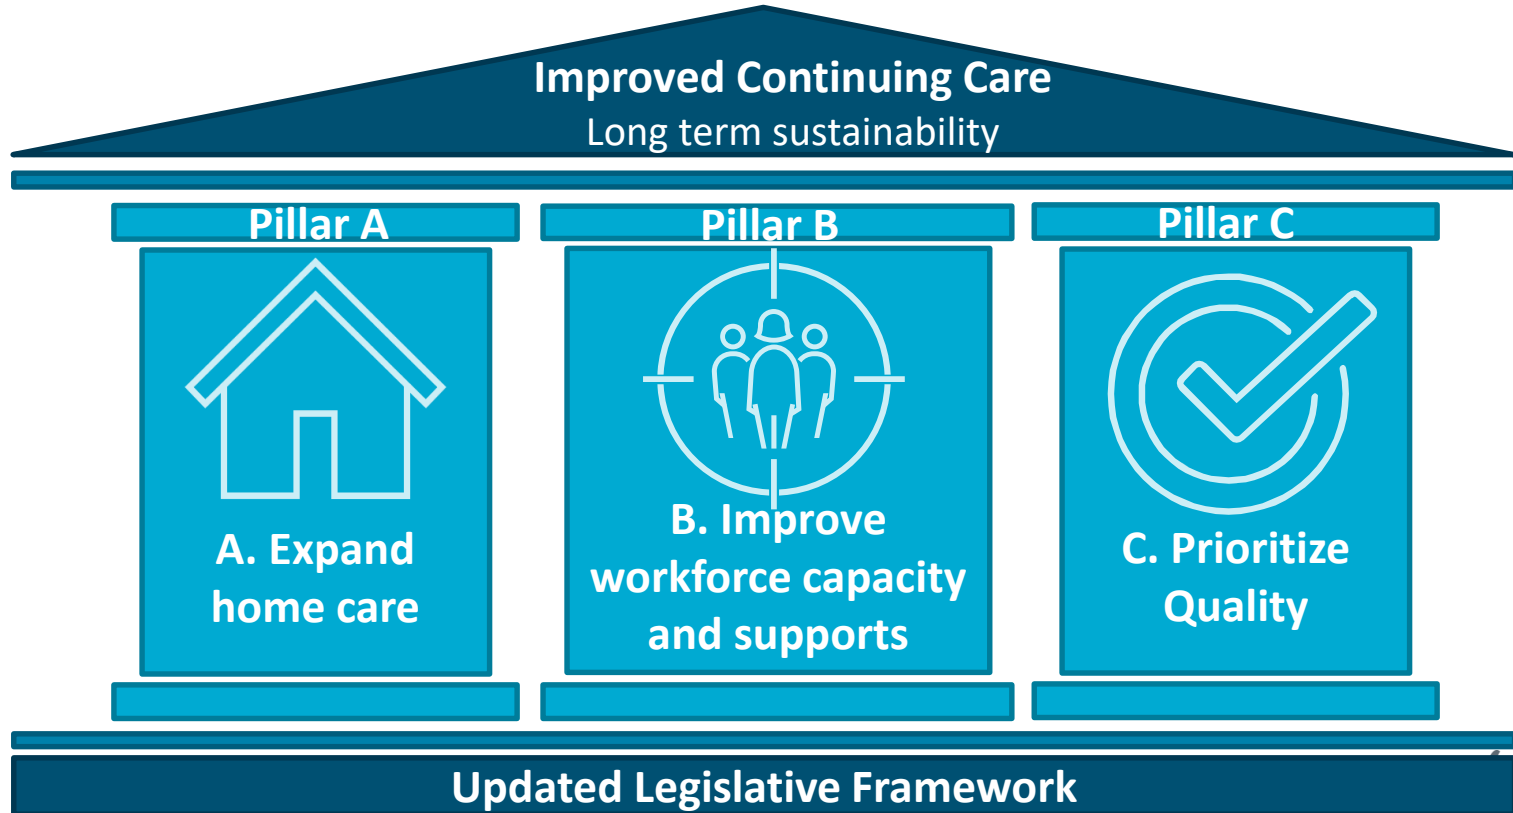 Improved Continuing Care
Long term sustainability
Pillar A
Pillar B
Pillar C
A. Expand
home care
B. Improve
workforce capacity
and supports
C. Prioritize
Quality
Updated Legislative Framework